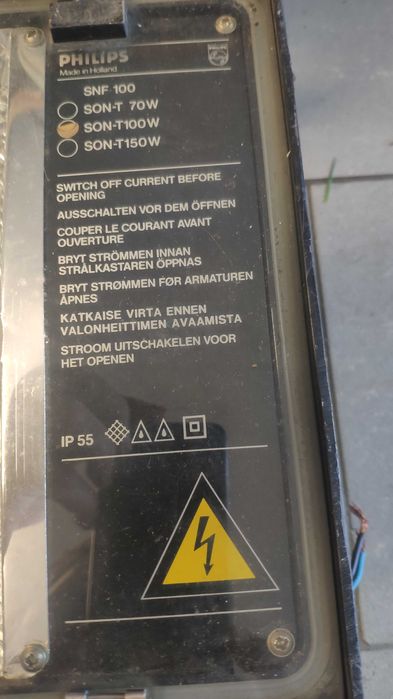 PHILIPS
Made in Holland
SNF 100
SON-T 70W
SON-T100W
SON-T150W
SWITCH OFF CURRENT BEFORE
OPENING
AUSSCHALTEN VOR DEM ÖFFNEN
COUPER LE COURANT AVANT
OUVERTURE
BRYT STRÖMMEN INNAN
STRÅLKASTAREN ÖPPNAS
BRYT STRØMMEN FØR ARMATUREN
ÅPNES
KATKAISE VIRTA ENNEN
VALONHEITTIMEN AVAAMISTA
STROOM UITSCHAKELEN VOOR
HET OPENEN
IP 55